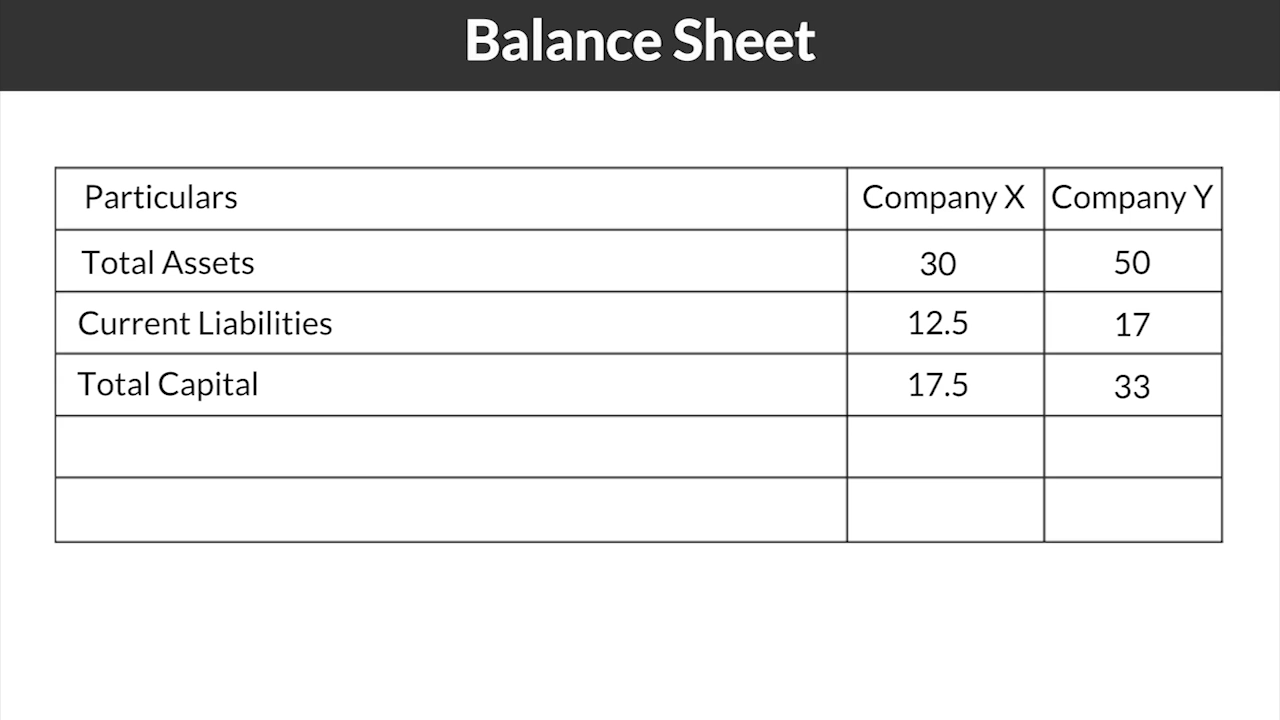 Balance Sheet
Particulars Company X Company Y
Total Assets 30 50
Current Liabilities 12.5 17
Total Capital 17.5 33